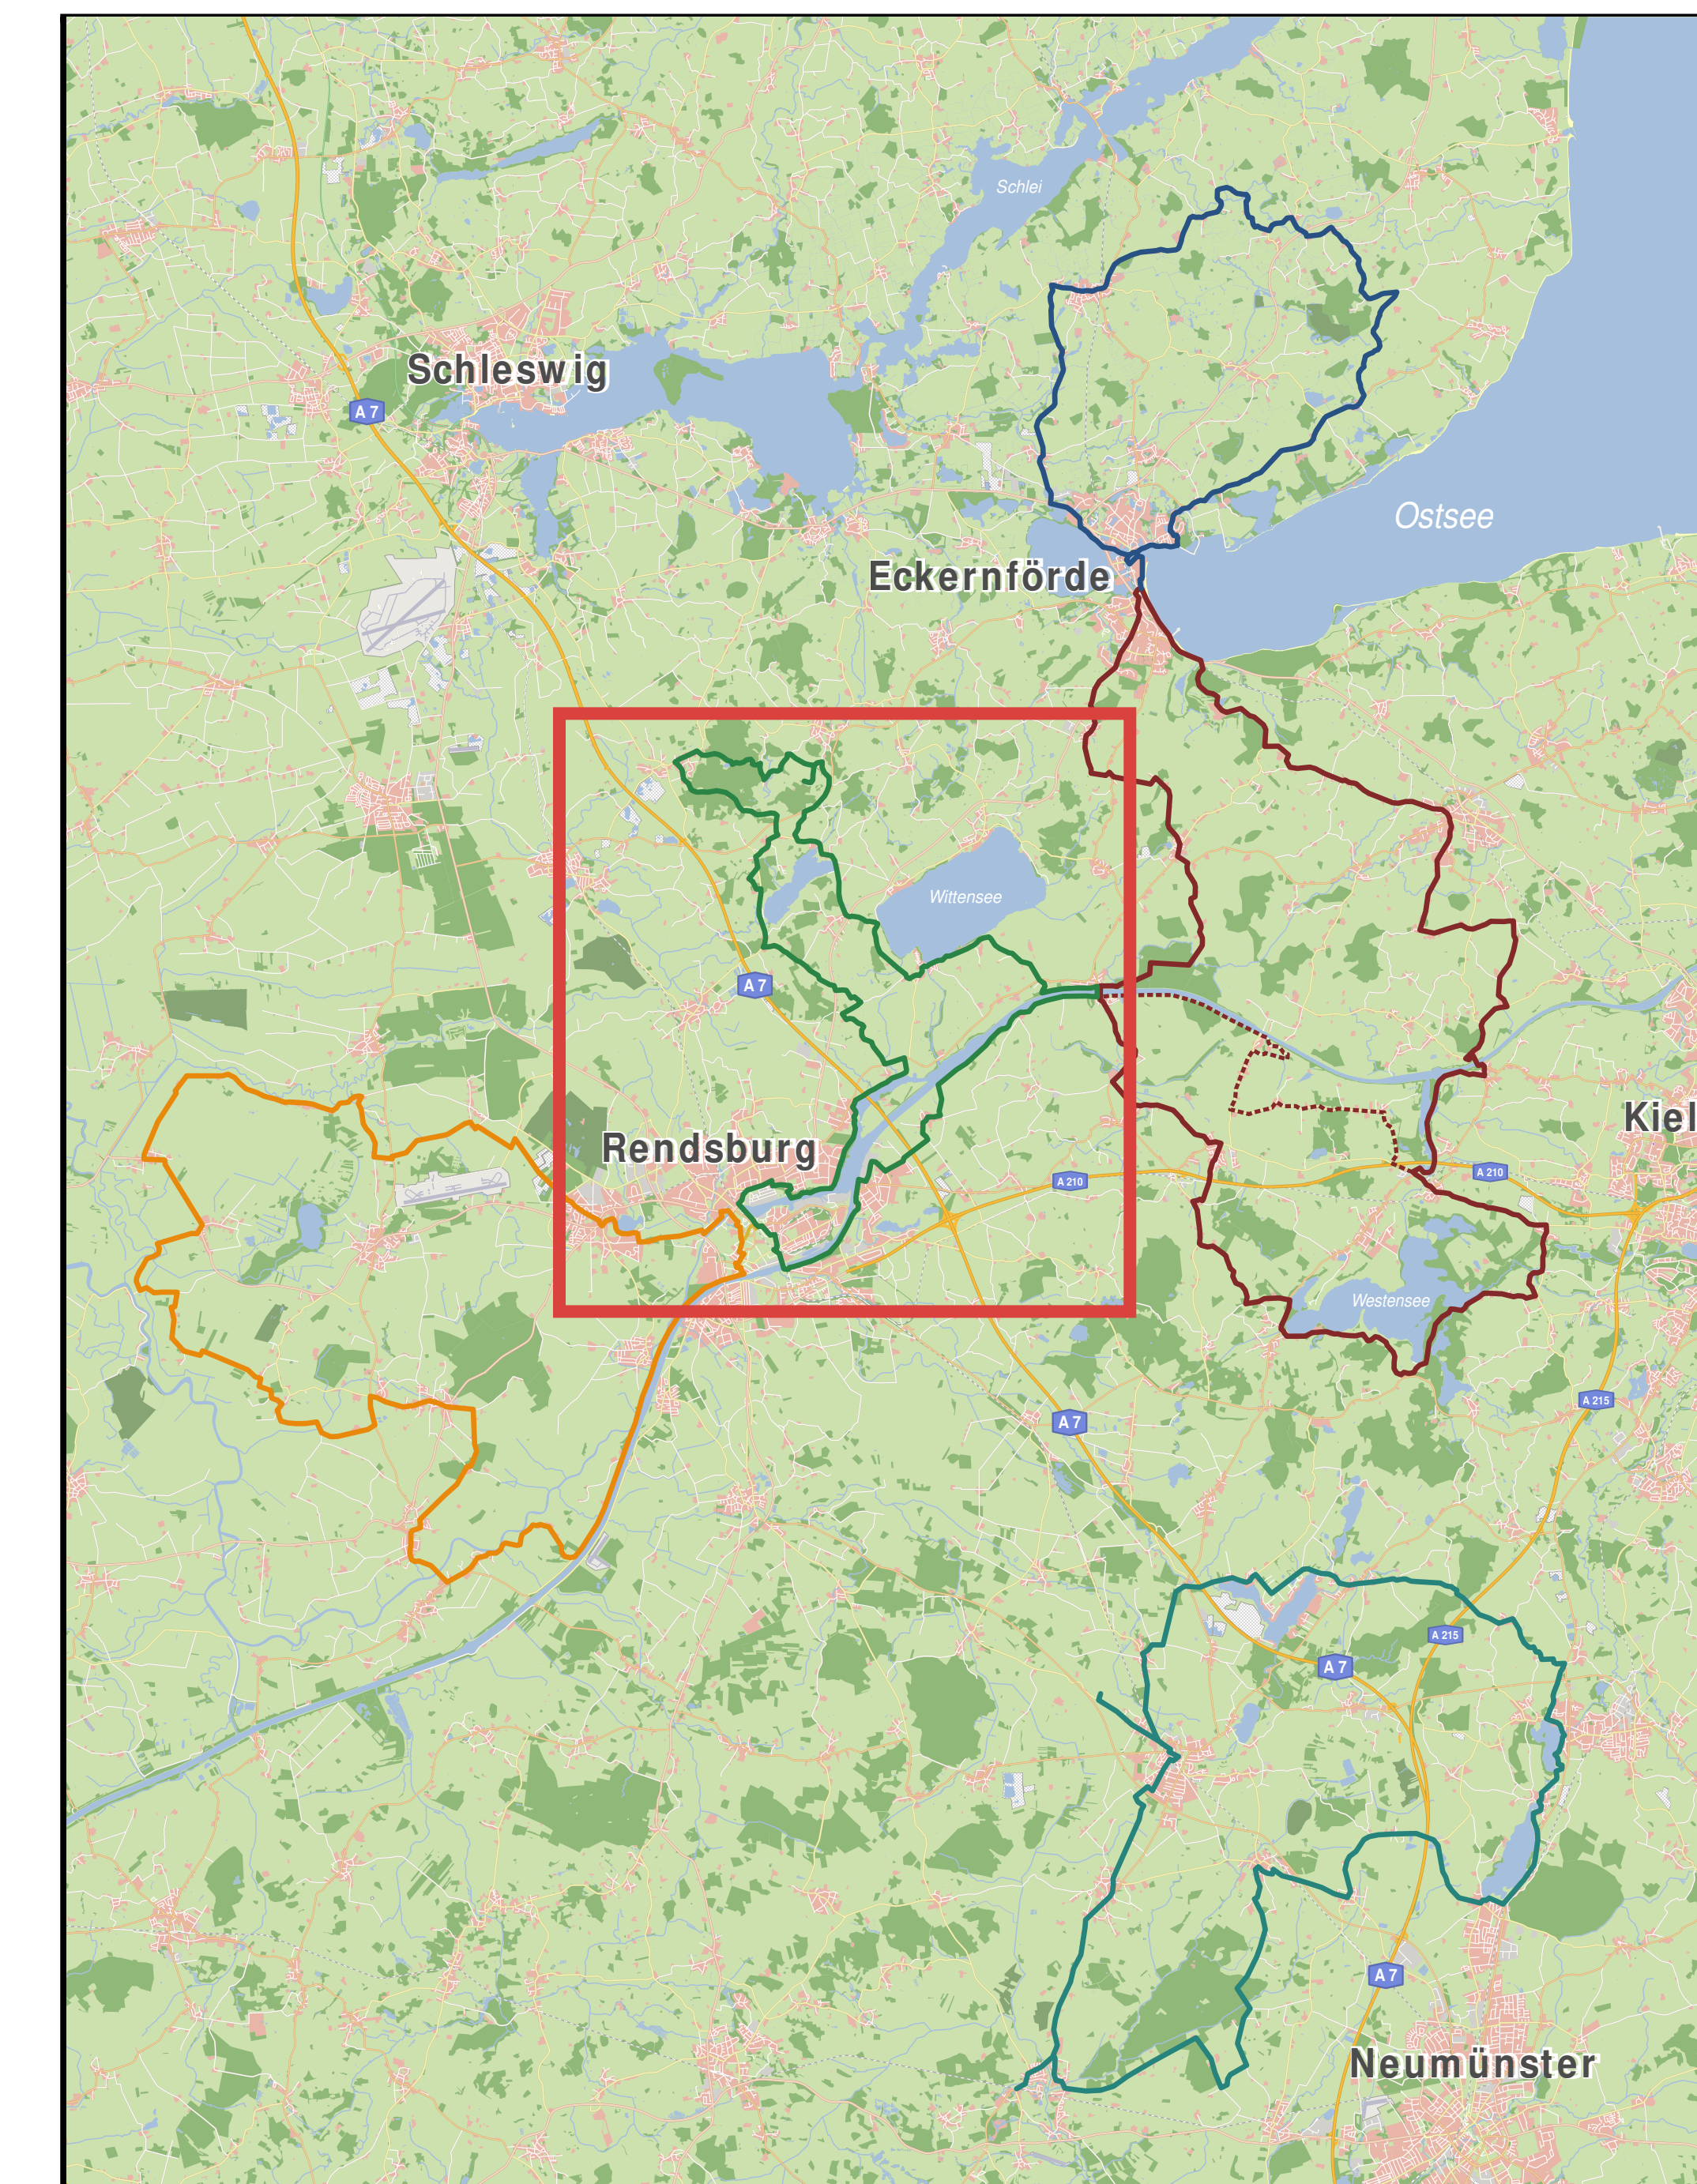 Schlei
Schleswig
A 7
Ostsee
Eckernförde
Wittensee
A 7
Kiel
Rendsburg
A 210
A 210
Westensee
A 215
A 7
A 215
A 7
A 7
Neumünster